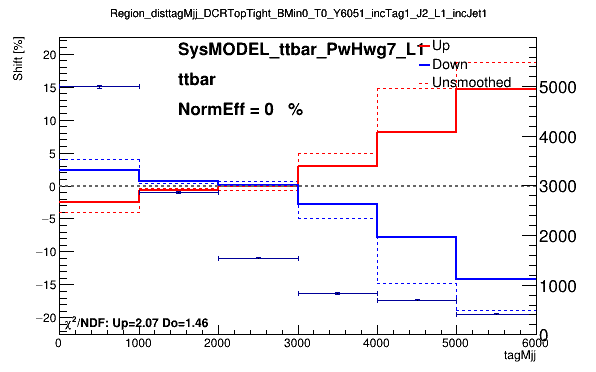 Region_disttagMjj_DCRTopTight_BMin0_T0_Y6051_incTag1_J2_L1_incJet1
Shift [%]
SysMODEL_ttbar_PwHwg7_L1
ttbar
NormEff = 0 %
Up
Down
Unsmoothed
20
15
10
5
0
−5
−10
−15
−20
5000
4000
3000
2000
1000
0
χ²/NDF: Up=2.07 Do=1.46
0 1000 2000 3000 4000 5000 6000
tagMjj